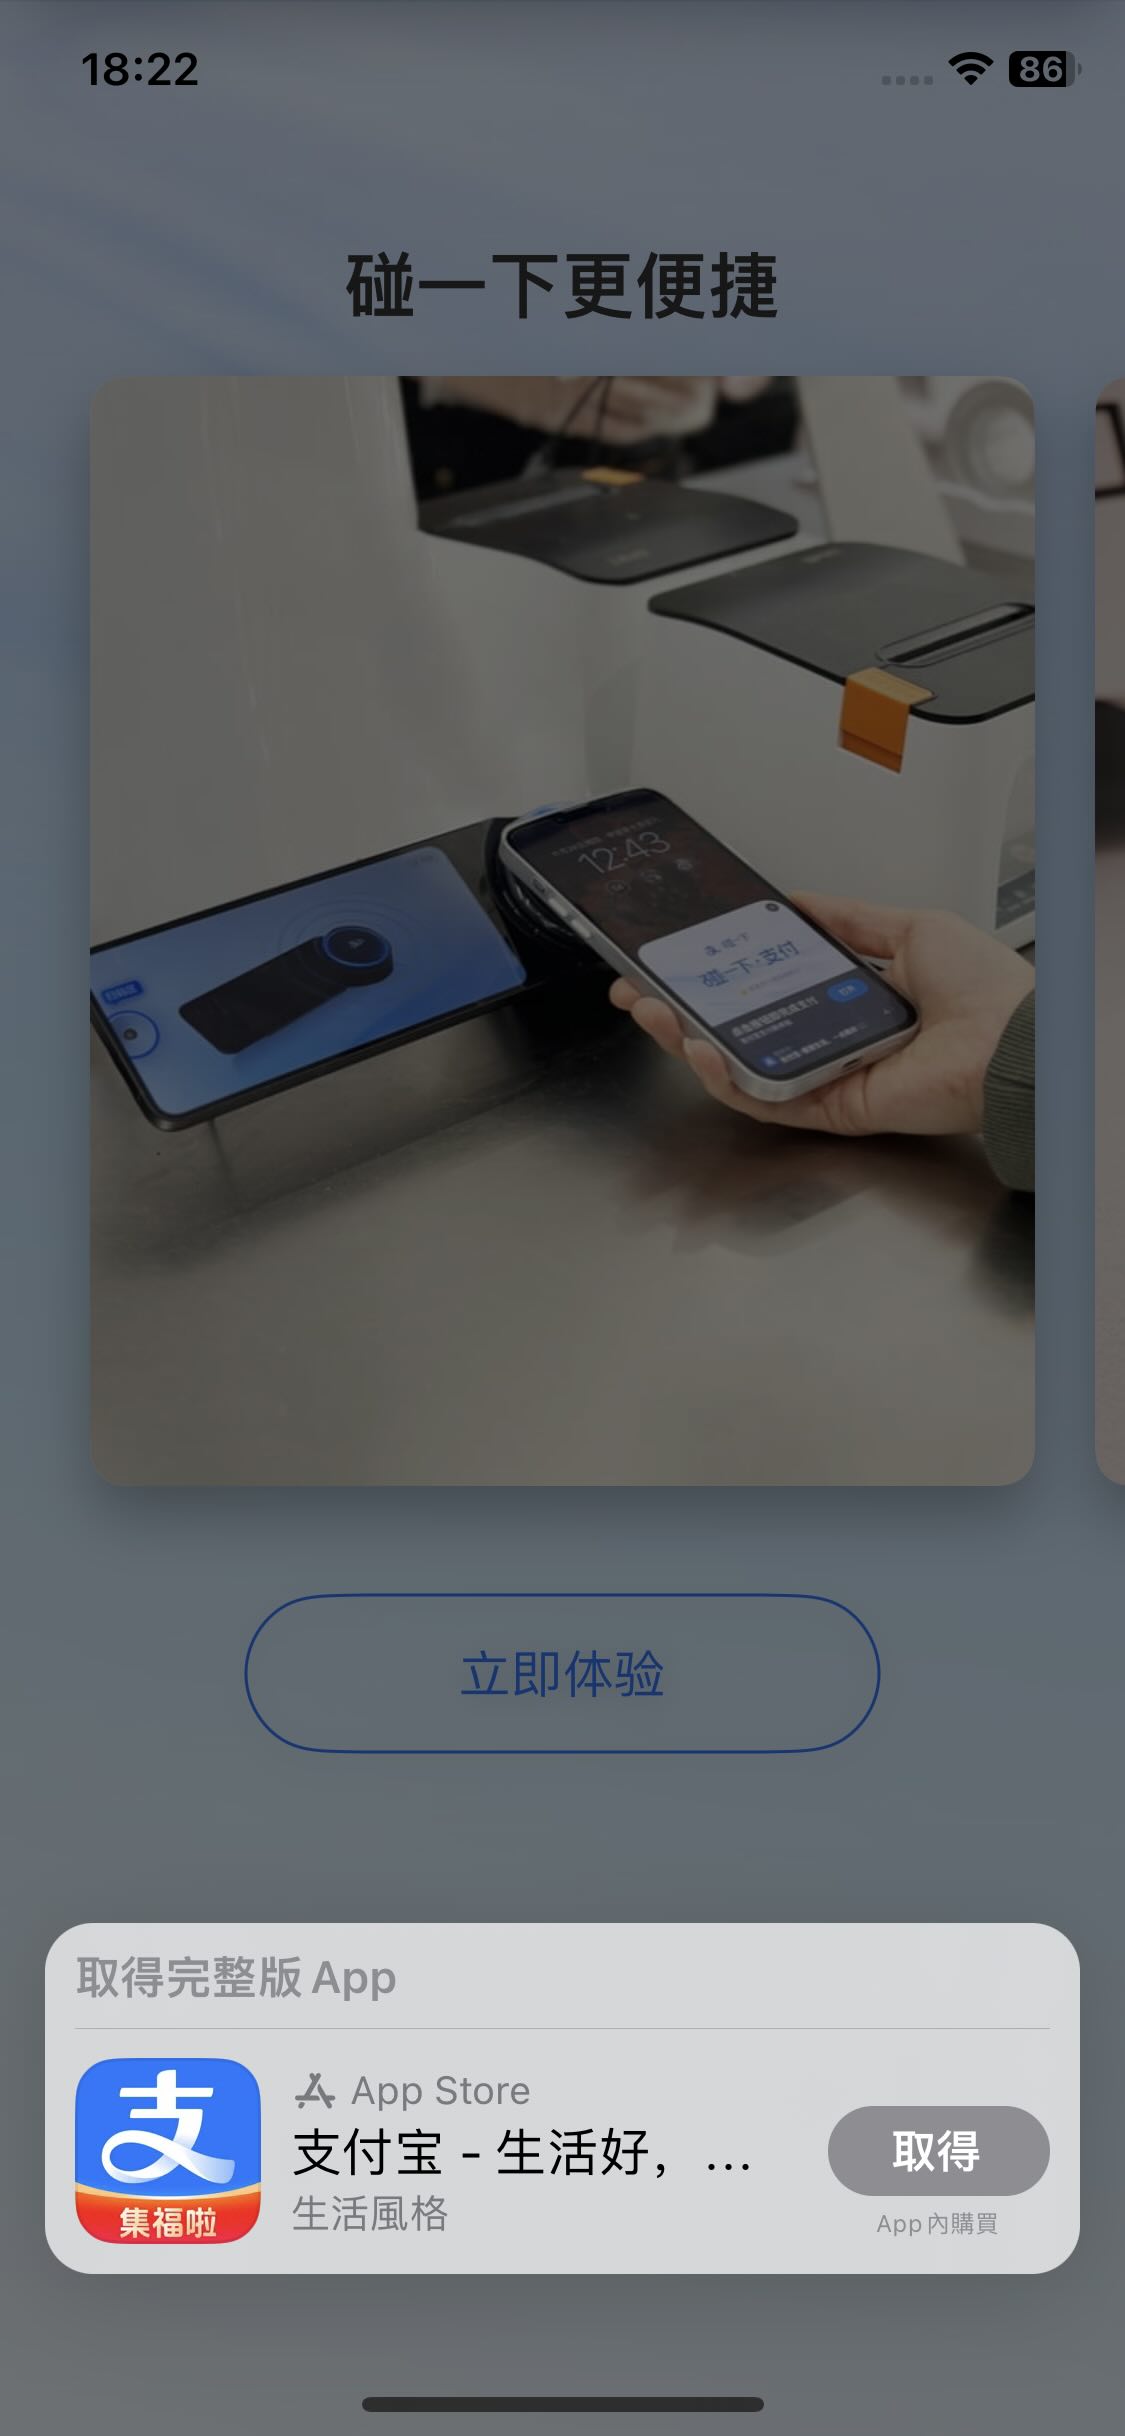 18:22
86
碰一下更便捷
12:43
碰一下·支付
立即体验
取得完整版 App
App Store
支付宝 - 生活好，...
取得
生活風格
App 內購買
支
集福啦